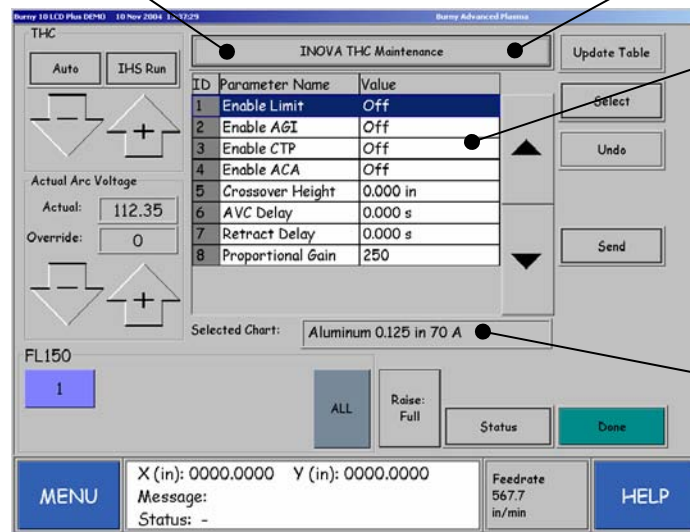 Burny 10 LCD Plus DEMO 10 Nov 2004 Burny Advanced Plasma
THC
INOVA THC Maintenance
Update Table
Auto
IHS Run
ID Parameter Name Value
1 Enable Limit Off
Select
2 Enable AGI Off
3 Enable CTP Off
Undo
4 Enable ACA Off
Actual Arc Voltage
5 Crossover Height 0.000 in
Actual: 112.35
6 AVC Delay 0.000 s
7 Retract Delay 0.000 s
Override: 0
8 Proportional Gain 250
Send
Selected Chart: Aluminum 0.125 in 70 A
FL150
1
ALL
Raise:
Full
Status
Done
MENU
X (in): 0000.0000 Y (in): 0000.0000
Message:
Status: -
Feedrate
567.7
in/min
HELP